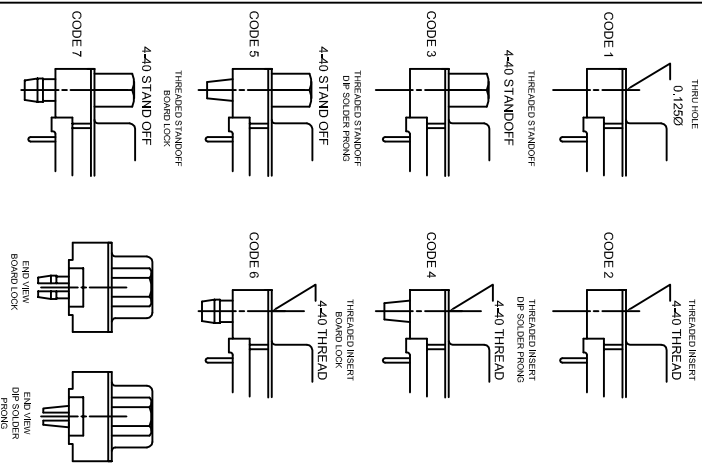 THRU HOLE
0.125Ø
CODE 1
THREADED STANDOFF
4-40 STANDOFF
CODE 3
THREADED STANDOFF
DIP SOLDER PRONG
4-40 STAND OFF
CODE 5
THREADED STANDOFF
BOARD LOCK
4-40 STAND OFF
CODE 7
THREADED INSERT
4-40 THREAD
CODE 2
THREADED INSERT
DIP SOLDER PRONG
4-40 THREAD
CODE 4
THREADED INSERT
BOARD LOCK
4-40 THREAD
CODE 6
END VIEW
BOARD LOCK
END VIEW
DIP SOLDER
PRONG